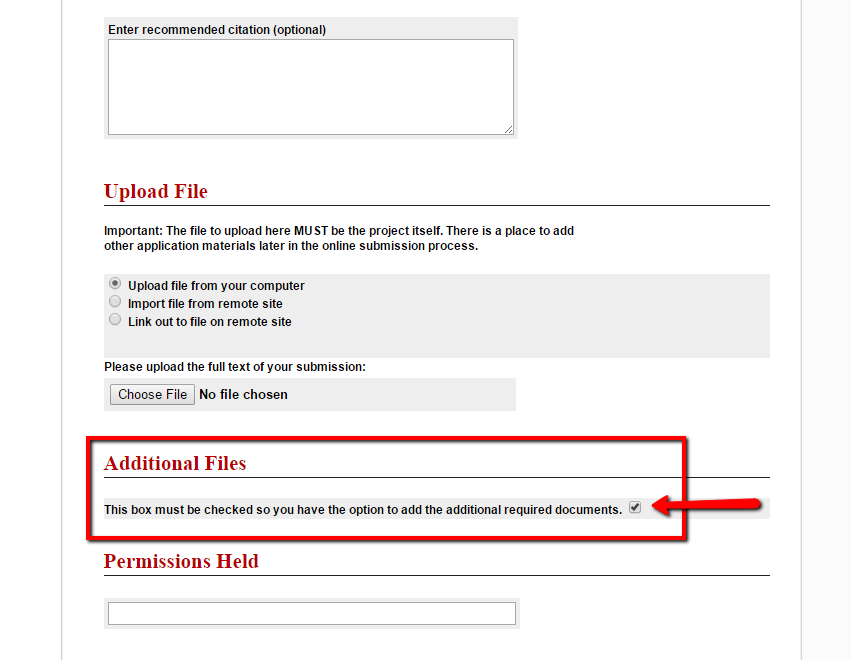 Enter recommended citation (optional)
Upload File
Important: The file to upload here MUST be the project itself. There is a place to add
other application materials later in the online submission process.
Upload file from your computer
Import file from remote site
Link out to file on remote site
Please upload the full text of your submission:
Choose File No file chosen
Additional Files
This box must be checked so you have the option to add the additional required documents.
Permissions Held